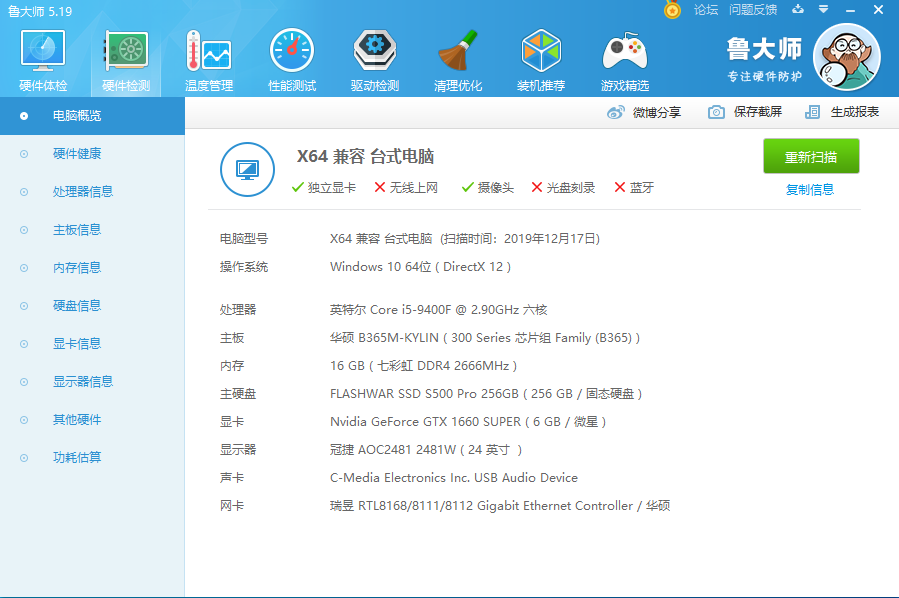 鲁大师 5.19
论坛 问题反馈
硬件体检 硬件检测 温度管理 性能测试 驱动检测 清理优化 装机推荐 游戏精选
鲁大师
专注硬件防护
微博分享 保存截屏 生成报表
电脑概览
硬件健康
处理器信息
主板信息
内存信息
硬盘信息
显卡信息
显示器信息
其他硬件
功耗估算
X64 兼容 台式电脑
重新扫描
独立显卡 无线上网 摄像头 光盘刻录 蓝牙
复制信息
电脑型号 X64 兼容 台式电脑 (扫描时间：2019年12月17日)
操作系统 Windows 10 64位 ( DirectX 12 )
处理器 英特尔 Core i5-9400F @ 2.90GHz 六核
主板 华硕 B365M-KYLIN ( 300 Series 芯片组 Family (B365) )
内存 16 GB ( 七彩虹 DDR4 2666MHz )
主硬盘 FLASHWAR SSD S500 Pro 256GB ( 256 GB / 固态硬盘 )
显卡 Nvidia GeForce GTX 1660 SUPER ( 6 GB / 微星 )
显示器 冠捷 AOC2481 2481W ( 24 英寸 )
声卡 C-Media Electronics Inc. USB Audio Device
网卡 瑞昱 RTL8168/8111/8112 Gigabit Ethernet Controller / 华硕